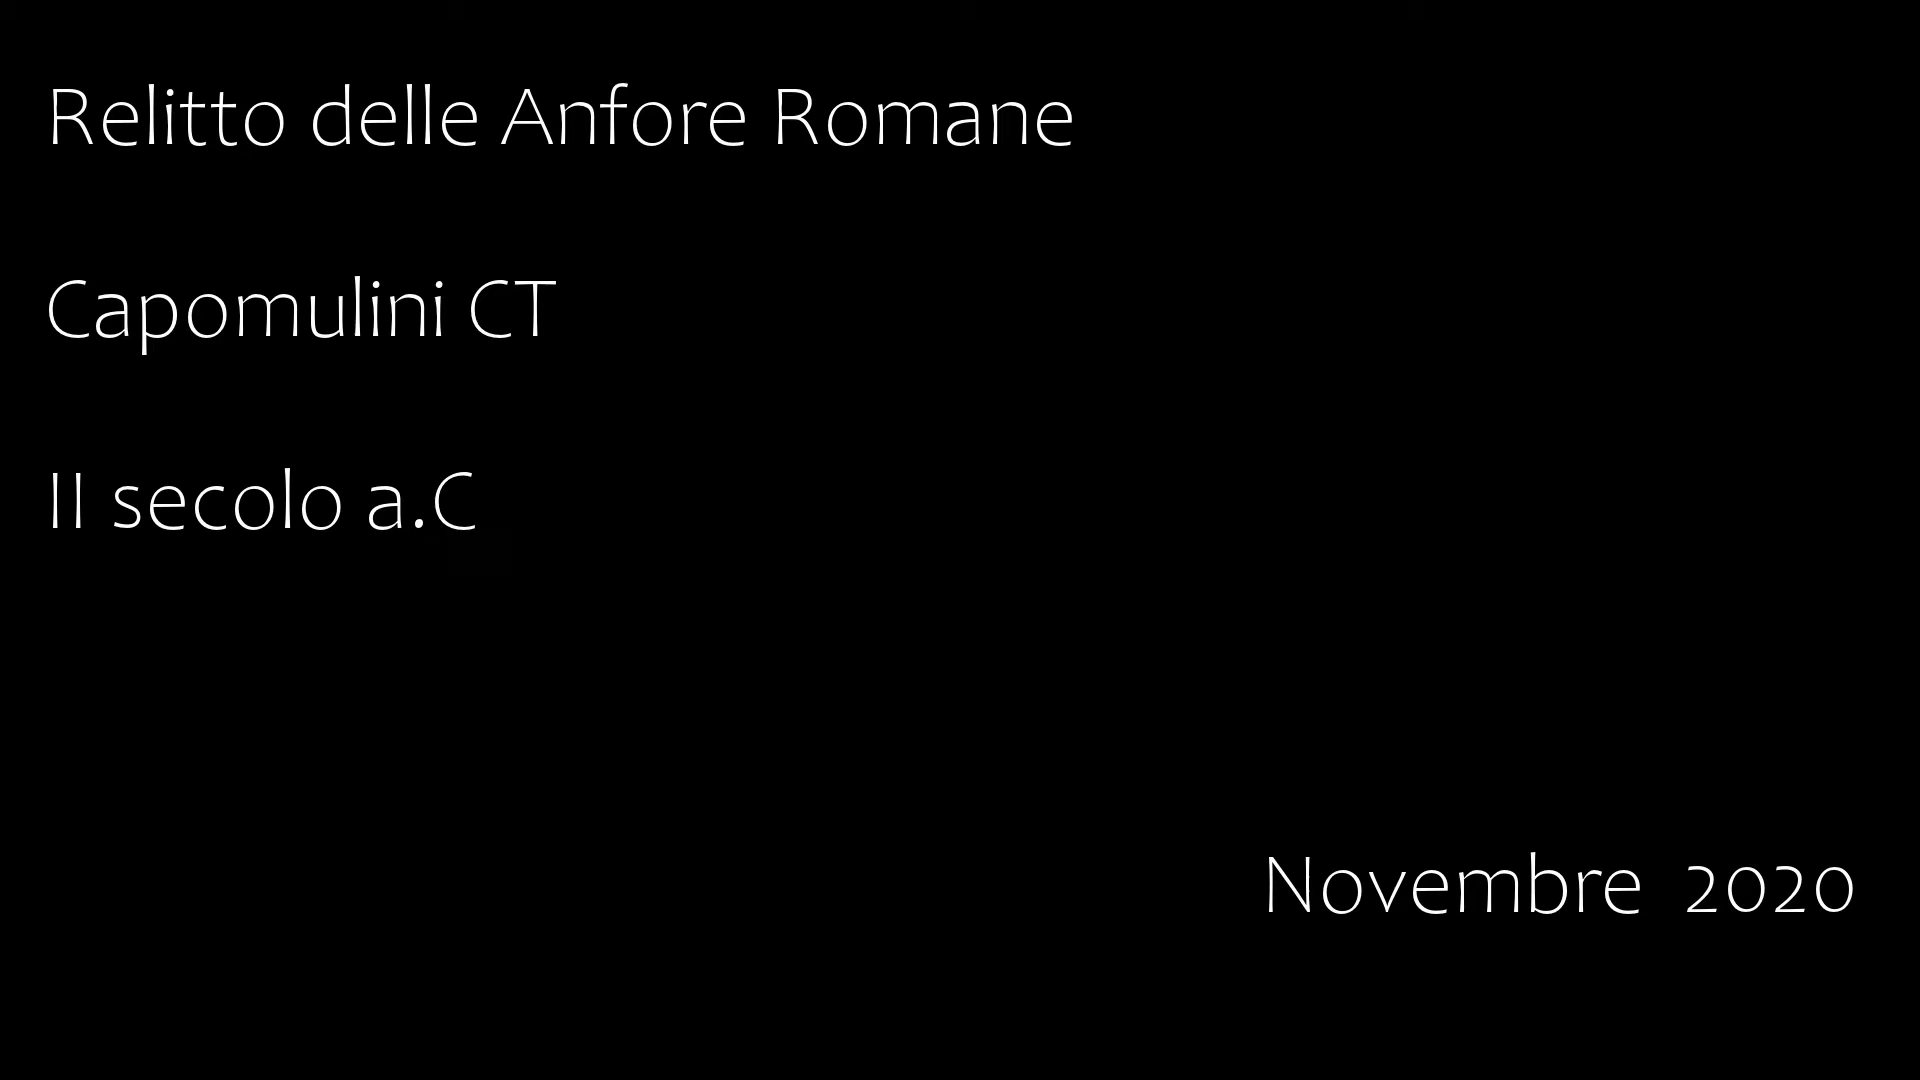 Relitto delle Anfore Romane
Capomulini CT
II secolo a.C
Novembre 2020